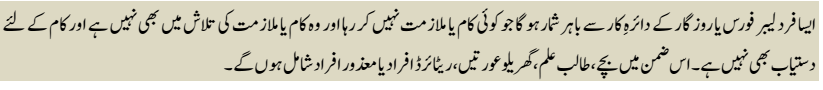 ایسا فرد لیبر فورس یا روزگار کے دائرہِ کار سے باہر شمار ہو گا جو کوئی کام یا ملازمت نہیں کر رہا اور وہ کام یا ملازمت کی تلاش میں بھی نہیں ہے اور کام کے لئے
دستیاب بھی نہیں ہے۔ اس ضمن میں بچے، طالب علم، گھریلو عورتیں، ریٹائرڈ افراد یا معذور افراد شامل ہوں گے۔